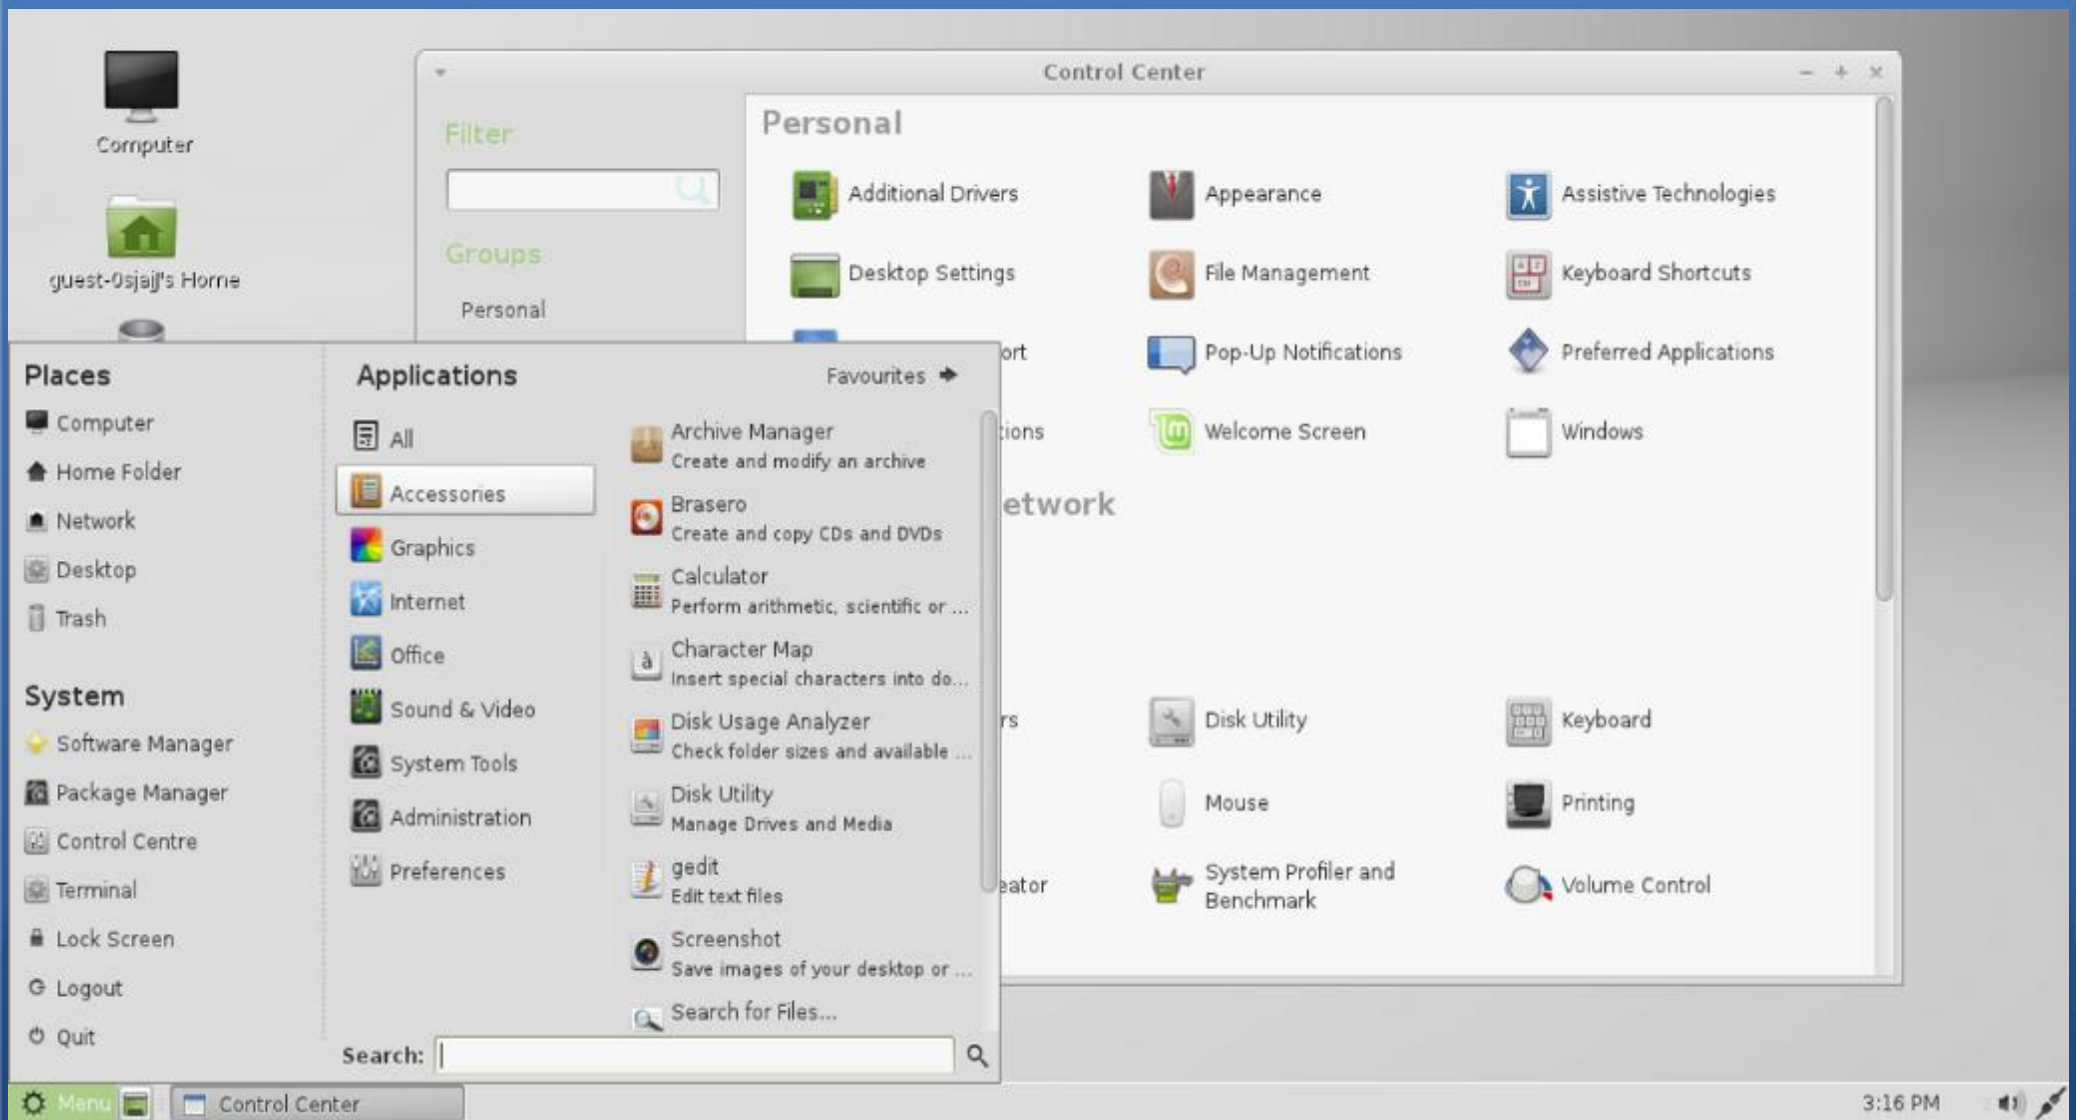 Computer
guest-0sjajj's Home
Control Center
Filter
Groups
Personal
Personal
Additional Drivers
Appearance
Assistive Technologies
Desktop Settings
File Management
Keyboard Shortcuts
ort
Pop-Up Notifications
Preferred Applications
tions
Welcome Screen
Windows
etwork
rs
Disk Utility
Keyboard
Mouse
Printing
eator
System Profiler and
Benchmark
Volume Control
Places
Computer
Home Folder
Network
Desktop
Trash
System
Software Manager
Package Manager
Control Centre
Terminal
Lock Screen
Logout
Quit
Applications
Favourites
All
Accessories
Graphics
Internet
Office
Sound & Video
System Tools
Administration
Preferences
Archive Manager
Create and modify an archive
Brasero
Create and copy CDs and DVDs
Calculator
Perform arithmetic, scientific or ...
Character Map
Insert special characters into do...
Disk Usage Analyzer
Check folder sizes and available ...
Disk Utility
Manage Drives and Media
gedit
Edit text files
Screenshot
Save images of your desktop or ...
Search for Files...
Search:
Menu
Control Center
3:16 PM